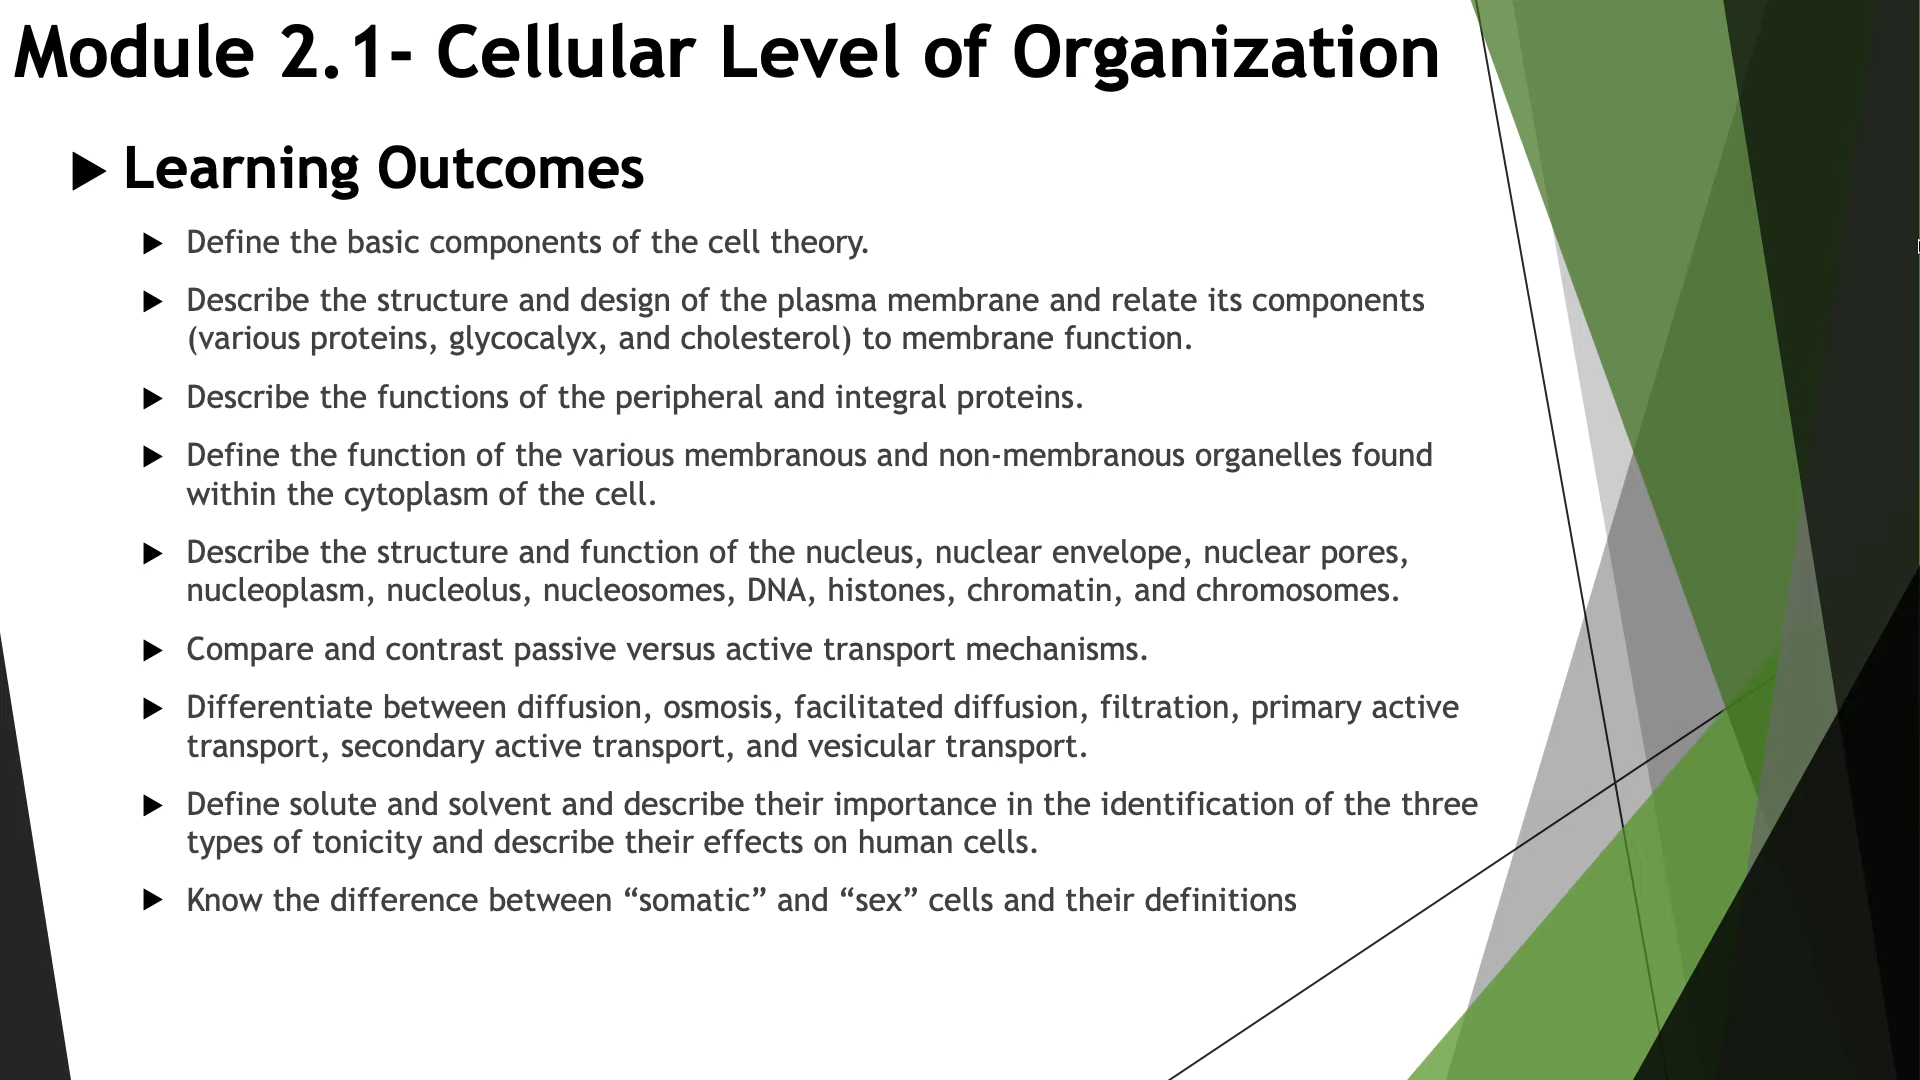 Module 2.1- Cellular Level of Organization
Learning Outcomes
Define the basic components of the cell theory.
Describe the structure and design of the plasma membrane and relate its components
(various proteins, glycocalyx, and cholesterol) to membrane function.
Describe the functions of the peripheral and integral proteins.
Define the function of the various membranous and non-membranous organelles found
within the cytoplasm of the cell.
Describe the structure and function of the nucleus, nuclear envelope, nuclear pores,
nucleoplasm, nucleolus, nucleosomes, DNA, histones, chromatin, and chromosomes.
Compare and contrast passive versus active transport mechanisms.
Differentiate between diffusion, osmosis, facilitated diffusion, filtration, primary active
transport, secondary active transport, and vesicular transport.
Define solute and solvent and describe their importance in the identification of the three
types of tonicity and describe their effects on human cells.
Know the difference between “somatic” and “sex” cells and their definitions